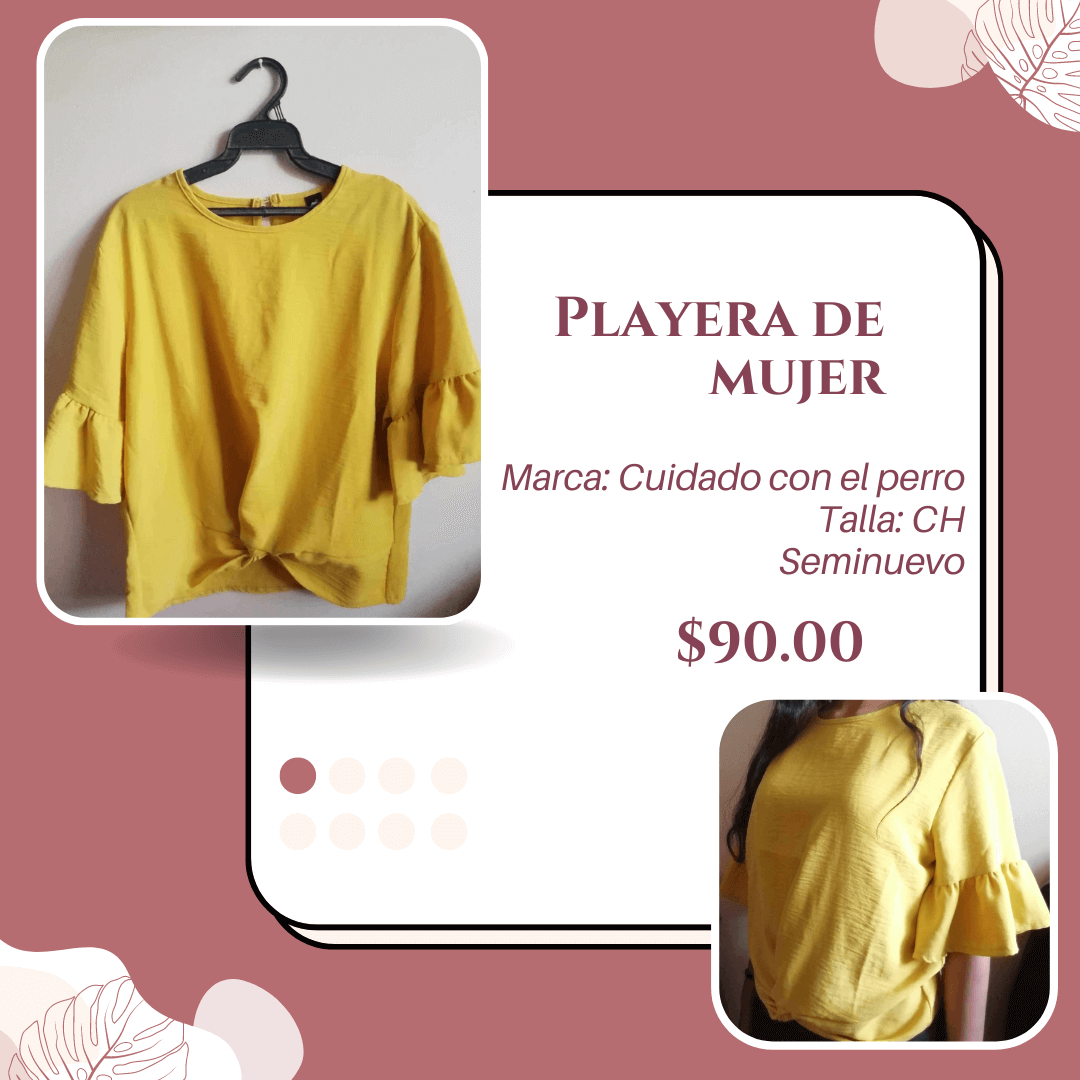 Playera de
mujer
Marca: Cuidado con el perro
Talla: CH
Seminuevo
$90.00